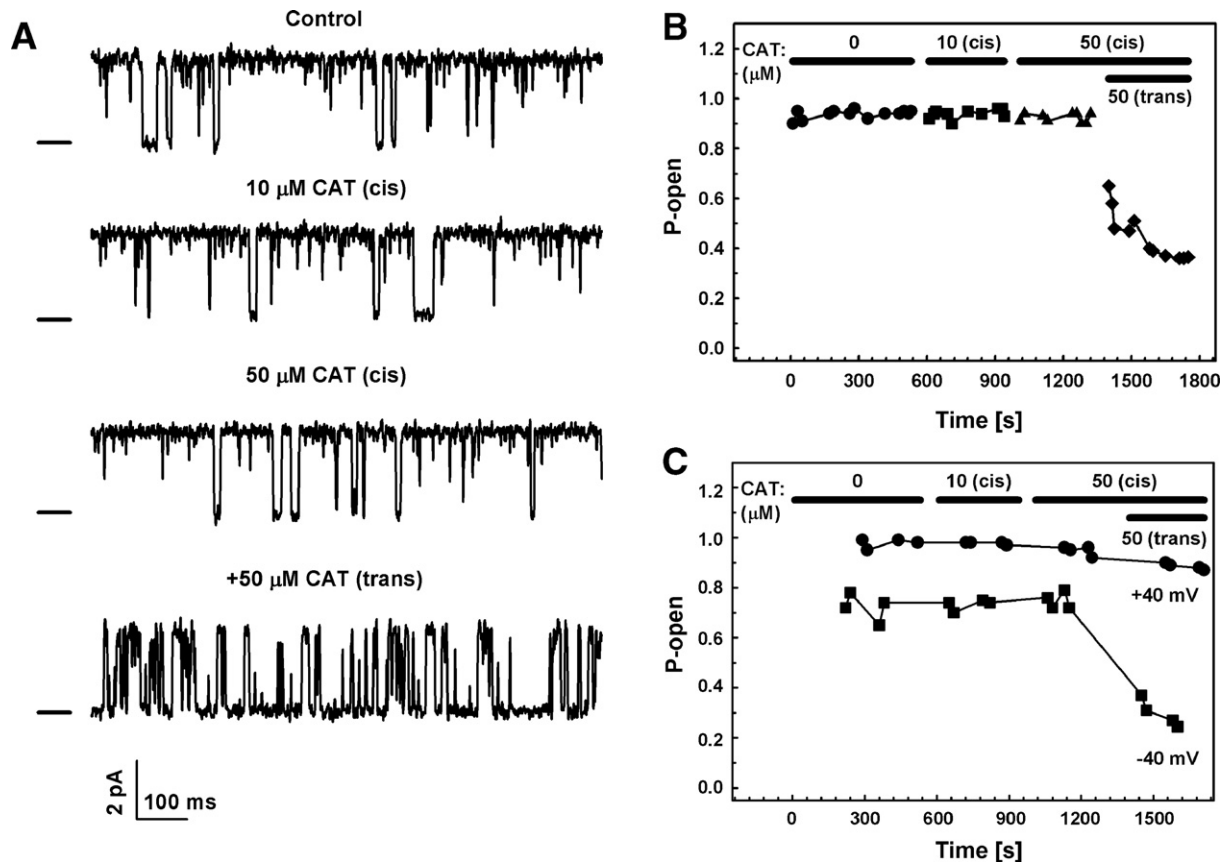 A
Control
10 μM CAT (cis)
50 μM CAT (cis)
+50 μM CAT (trans)
2 pA
100 ms
B
CAT:
(μM)
0
10 (cis)
50 (cis)
50 (trans)
P-open
1.2
1.0
0.8
0.6
0.4
0.2
0.0
0
300
600
900
1200
1500
1800
Time [s]
C
CAT:
(μM)
0
10 (cis)
50 (cis)
50 (trans)
+40 mV
-40 mV
P-open
1.2
1.0
0.8
0.6
0.4
0.2
0.0
0
300
600
900
1200
1500
Time [s]